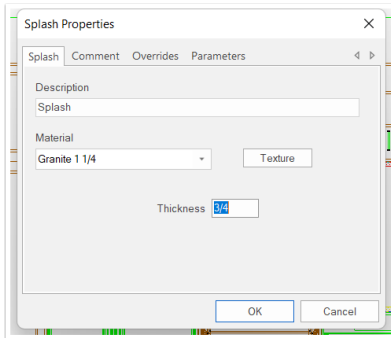 Splash Properties
Splash Comment Overrides Parameters
Description
Splash
Material
Granite 1 1/4
Texture
Thickness 3/4
OK Cancel